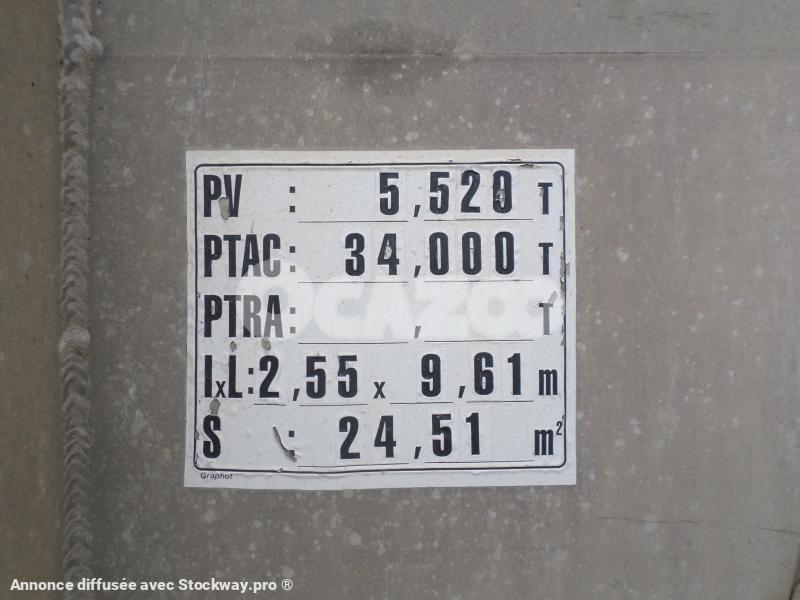 PV : 5,520 T
PTAC: 34,000 T
PTRA: , T
OCAZOO
lxL:2,55 x 9,61 m
S : 24,51 m²
Graphot
Annonce diffusée avec Stockway.pro ®